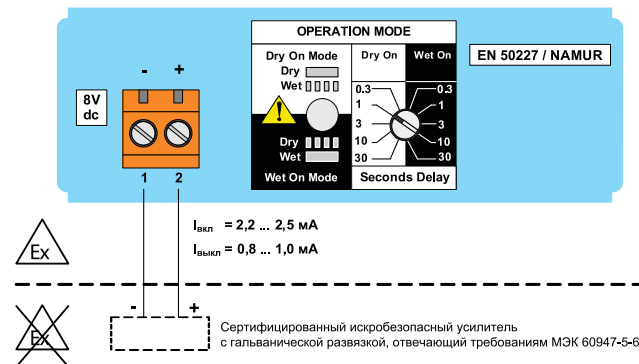 OPERATION MODE
Dry On Mode
Dry
Wet
Dry
Wet
Wet On Mode
Dry On
Wet On
0.3
1
3
10
30
0.3
1
3
10
30
Seconds Delay
EN 50227 / NAMUR
- +
8V
dc
1 2
Iвкл = 2,2 ... 2,5 мА
Iвыкл = 0,8 ... 1,0 мА
Ex
- +
Ex
Сертифицированный искробезопасный усилитель
с гальванической развязкой, отвечающий требованиям МЭК 60947-5-6